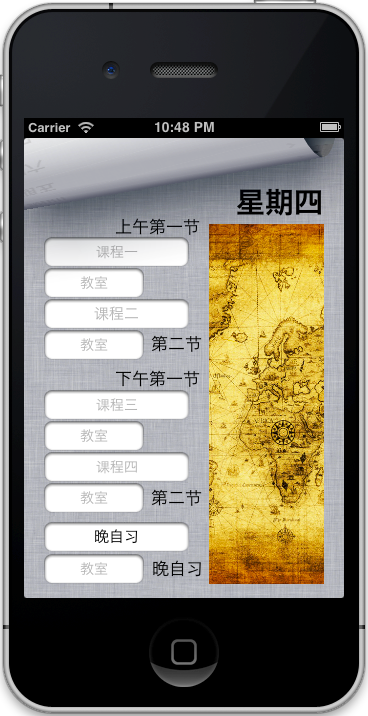 Carrier 10:48 PM
星期四
上午第一节
课程一
教室
课程二
教室 第二节
下午第一节
课程三
教室
课程四
教室 第二节
晚自习
教室 晚自习